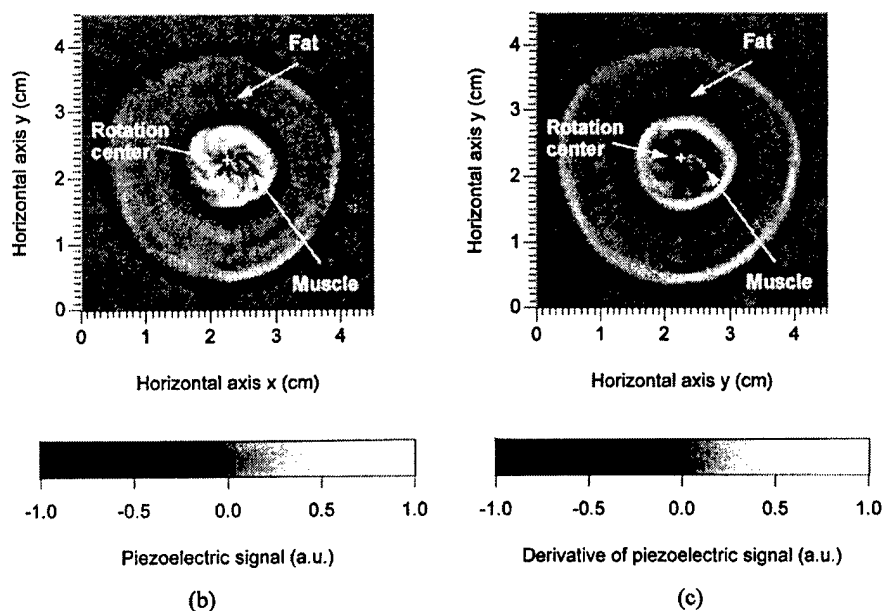 Fat
Rotation
center
Muscle
Horizontal axis y (cm)
4
3
2
1
0
0 1 2 3 4
Horizontal axis x (cm)
-1.0 -0.5 0.0 0.5 1.0
Piezoelectric signal (a.u.)
(b)
Fat
Rotation
center
Muscle
Horizontal axis y (cm)
4
3
2
1
0
0 1 2 3 4
Horizontal axis y (cm)
-1.0 -0.5 0.0 0.5 1.0
Derivative of piezoelectric signal (a.u.)
(c)